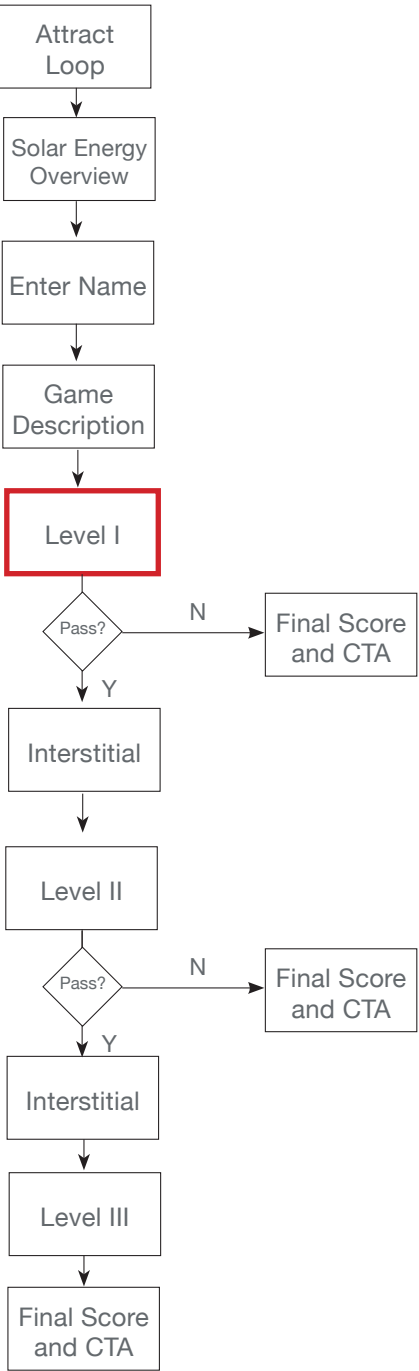 Attract
Loop
Solar Energy
Overview
Enter Name
Game
Description
Level I
Pass?
N
Final Score
and CTA
Y
Interstitial
Level II
Pass?
N
Final Score
and CTA
Y
Interstitial
Level III
Final Score
and CTA